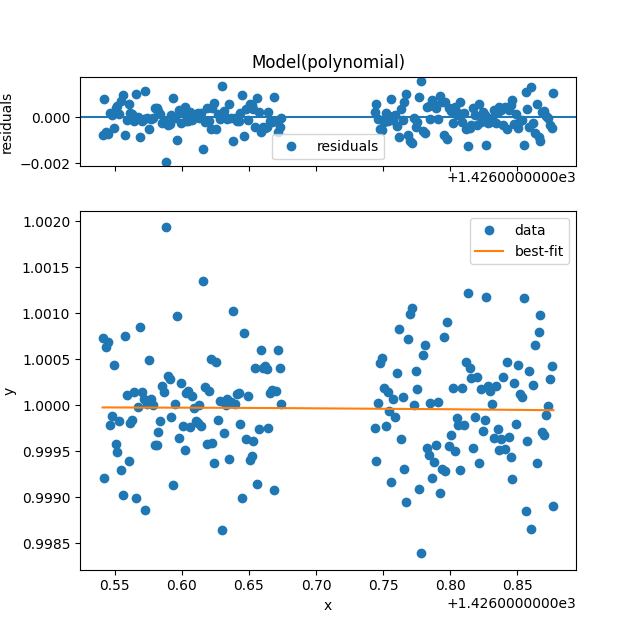 Model(polynomial)
residuals
0.000
−0.002
residuals
+1.4260000000e3
y
1.0020
1.0015
1.0010
1.0005
1.0000
0.9995
0.9990
0.9985
data
best-fit
0.55 0.60 0.65 0.70 0.75 0.80 0.85
x
+1.4260000000e3